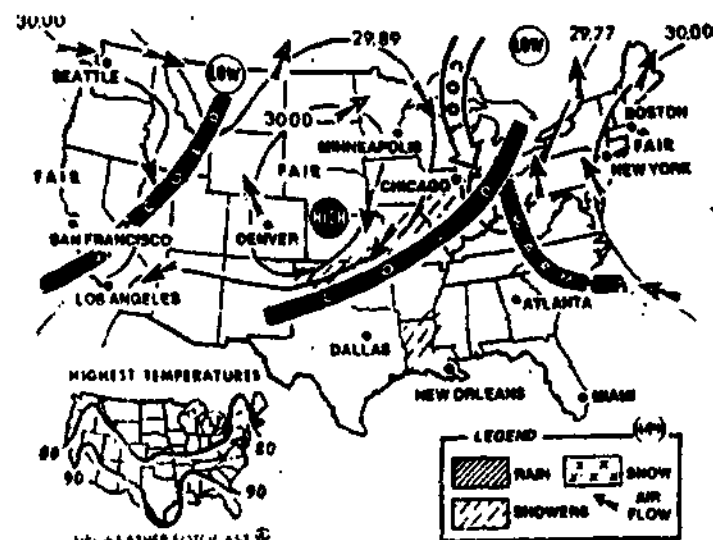 30.00
29.89
LOW
29.77
30.00
SEATTLE
LOW
30.00
MINNEAPOLIS
BOSTON
FAIR
NEW YORK
FAIR
FAIR
CHICAGO
HIGH
SAN FRANCISCO
DENVER
LOS ANGELES
ATLANTA
DALLAS
NEW ORLEANS
MIAMI
HIGHEST TEMPERATURES
80
80
90
90
LEGEND
RAIN
SNOW
SHOWERS
AIR
FLOW